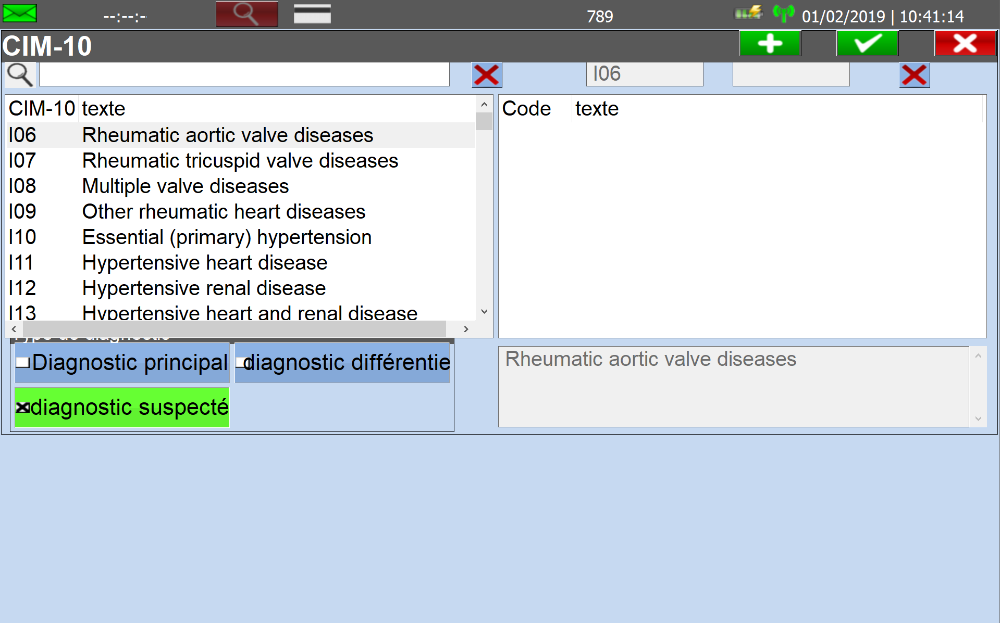 --:--:-
789
01/02/2019 | 10:41:14
CIM-10
I06
CIM-10 texte
I06 Rheumatic aortic valve diseases
I07 Rheumatic tricuspid valve diseases
I08 Multiple valve diseases
I09 Other rheumatic heart diseases
I10 Essential (primary) hypertension
I11 Hypertensive heart disease
I12 Hypertensive renal disease
I13 Hypertensive heart and renal disease
Code texte
Type de diagnostic
Diagnostic principal
diagnostic différentie
diagnostic suspecté
Rheumatic aortic valve diseases